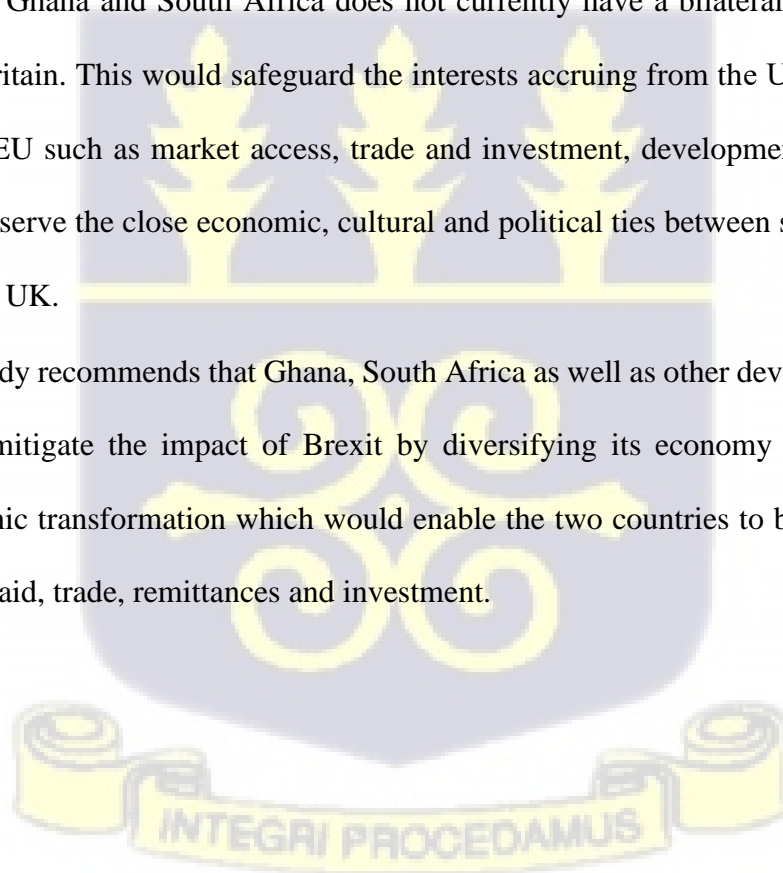 Ghana and South Africa does not currently have a bilateral
ritain. This would safeguard the interests accruing from the U
EU such as market access, trade and investment, developme
serve the close economic, cultural and political ties between s
UK.
dy recommends that Ghana, South Africa as well as other dev
mitigate the impact of Brexit by diversifying its economy
nic transformation which would enable the two countries to b
aid, trade, remittances and investment.
INTEGRI PROCEDAMUS